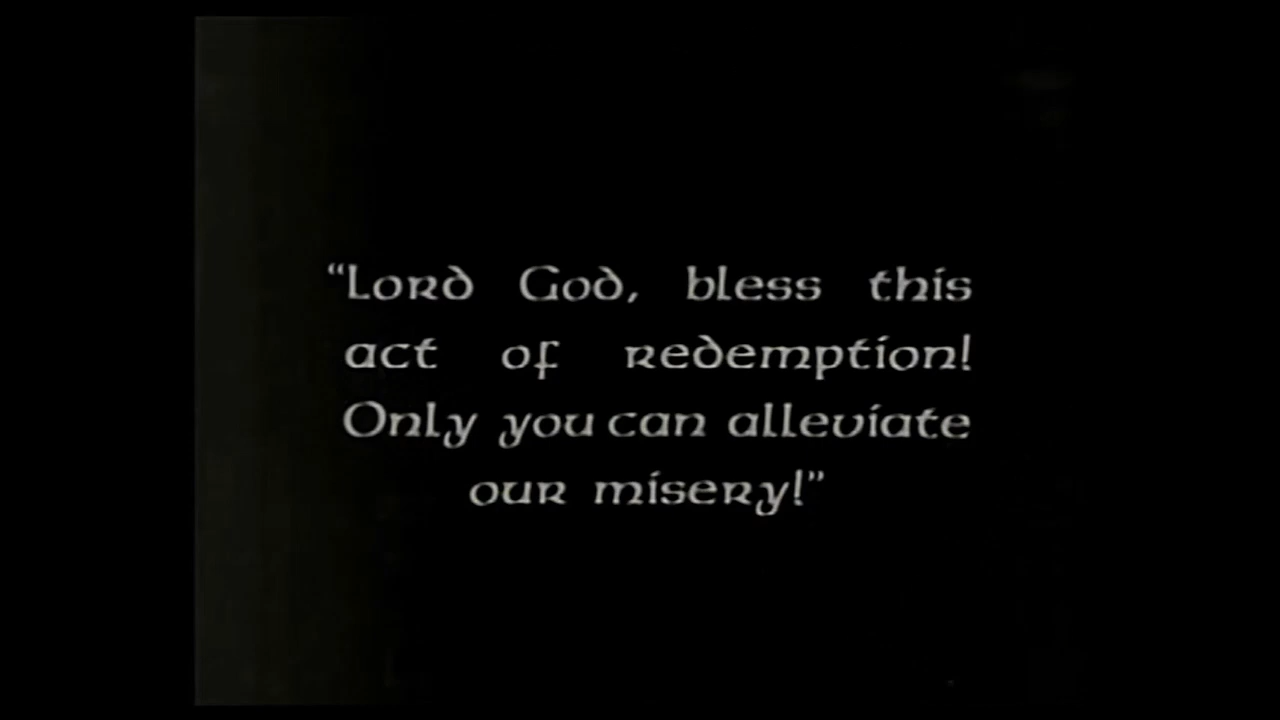 “Lord God, bless this
act of redemption!
Only you can alleviate
our misery!”